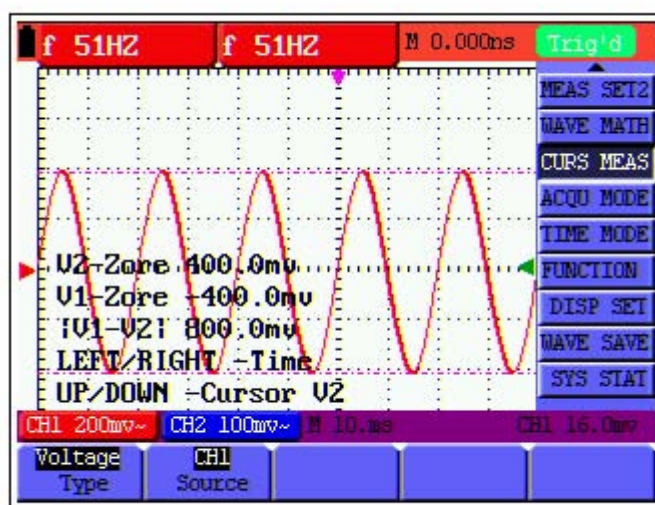 f 51HZ
f 51HZ
M 0.000ns
Trig'd
MEAS SET2
WAVE MATH
CURS MEAS
ACQU MODE
TIME MODE
FUNCTION
DISP SET
WAVE SAVE
SYS STAT
V2-Zore 400.0mv
V1-Zore -400.0mv
|V1-V2| 800.0mv
LEFT/RIGHT -Time
UP/DOWN -Cursor V2
CH1 200mv~
CH2 100mv~
M 10.ms
CH1 16.0mv
Voltage
Type
CH1
Source